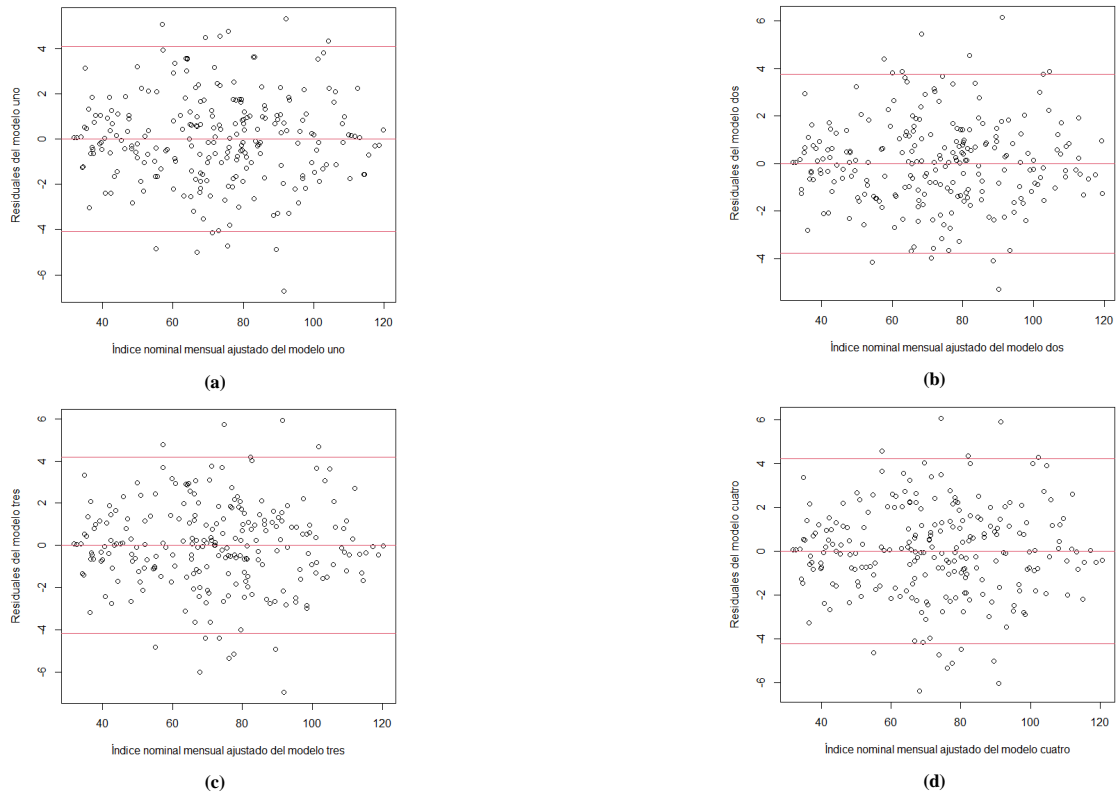 4
2
0
-2
-4
-6
Residuales del modelo uno
40 60 80 100 120
Índice nominal mensual ajustado del modelo uno
(a)
6
4
2
0
-2
-4
Residuales del modelo dos
40 60 80 100 120
Índice nominal mensual ajustado del modelo dos
(b)
6
4
2
0
-2
-4
-6
Residuales del modelo tres
40 60 80 100 120
Índice nominal mensual ajustado del modelo tres
(c)
6
4
2
0
-2
-4
-6
Residuales del modelo cuatro
40 60 80 100 120
Índice nominal mensual ajustado del modelo cuatro
(d)